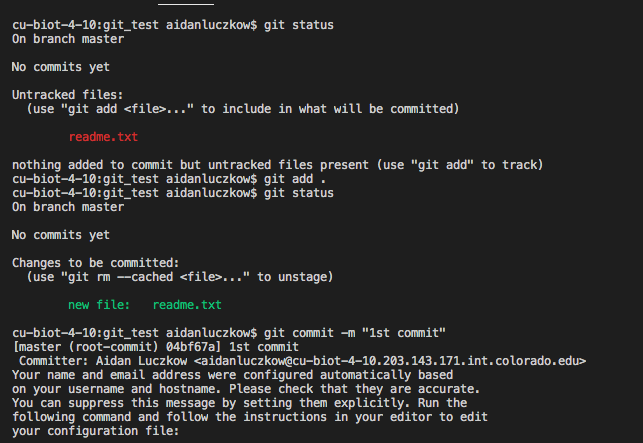 cu-biot-4-10:git_test aidanluczkow$ git status
On branch master
No commits yet
Untracked files:
(use "git add <file>..." to include in what will be committed)
readme.txt
nothing added to commit but untracked files present (use "git add" to track)
cu-biot-4-10:git_test aidanluczkow$ git add .
cu-biot-4-10:git_test aidanluczkow$ git status
On branch master
No commits yet
Changes to be committed:
(use "git rm --cached <file>..." to unstage)
new file:   readme.txt
cu-biot-4-10:git_test aidanluczkow$ git commit -m "1st commit"
[master (root-commit) 04bf67a] 1st commit
Committer: Aidan Luczkow <aidanluczkow@cu-biot-4-10.203.143.171.int.colorado.edu>
Your name and email address were configured automatically based
on your username and hostname. Please check that they are accurate.
You can suppress this message by setting them explicitly. Run the
following command and follow the instructions in your editor to edit
your configuration file: